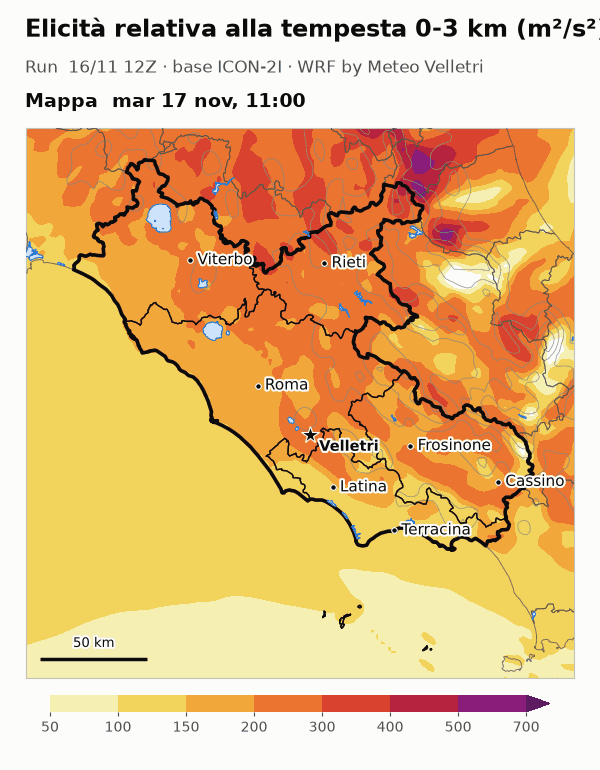 Elicità relativa alla tempesta 0-3 km (m²/s²)
Run  16/11 12Z · base ICON-2I · WRF by Meteo Velletri
Mappa  mar 17 nov, 11:00
Viterbo
Rieti
Roma
Velletri
Frosinone
Cassino
Latina
Terracina
50 km
50 100 150 200 300 400 500 700